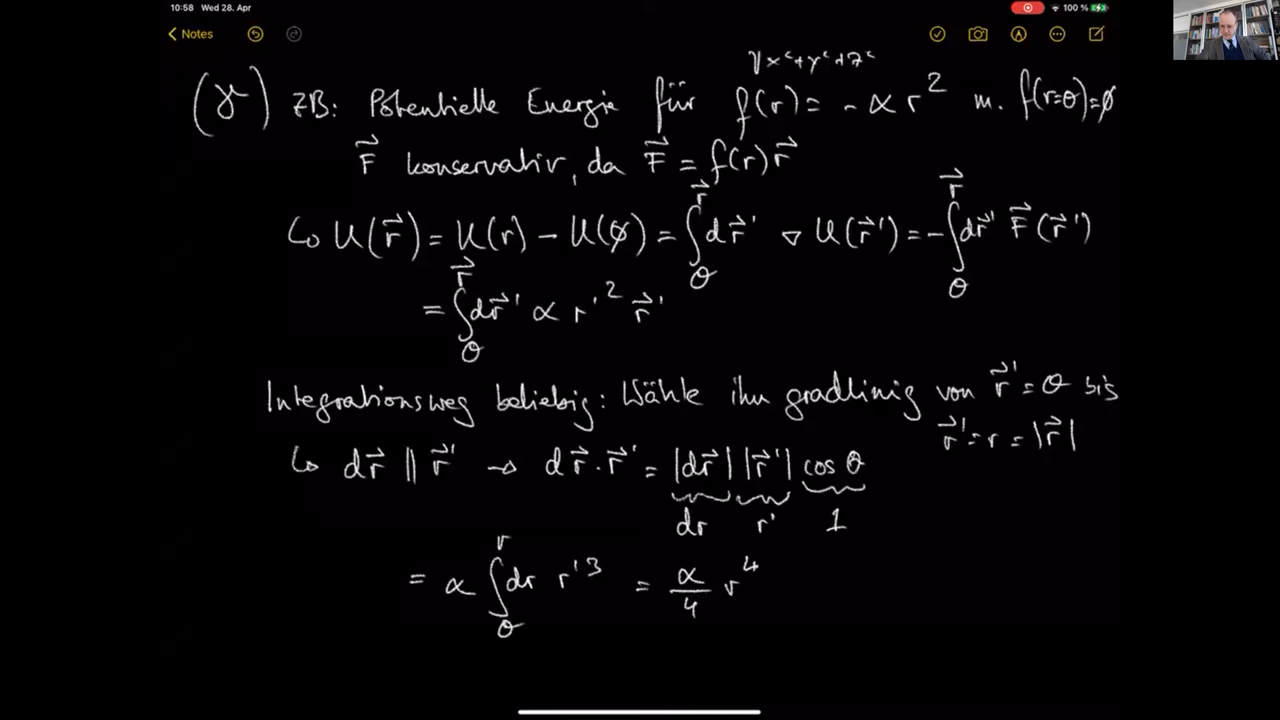 10:58 Wed 28. Apr 100 %
Notes
√x²+y²+z²
(γ) ZB: Potentielle Energie für f(r) = -α r² m. f(r=0)=0
F⃗ konservativ, da F⃗ = f(r) r⃗
↳ U(r⃗) = U(r) - U(0) = ∫₀^r⃗ dr⃗' ∇ U(r⃗') = -∫₀^r⃗ dr⃗' F⃗(r⃗')
= ∫₀^r⃗ dr⃗' α r'² r⃗'
Integrationsweg beliebig: Wähle ihn gradlinig von r⃗' = 0 bis
r⃗' = r = |r⃗|
↳ dr⃗ ∥ r⃗' → dr⃗ · r⃗' = |dr⃗| |r⃗'| cos θ
dr r' 1
= α ∫₀^r dr r'³ = α/4 r⁴